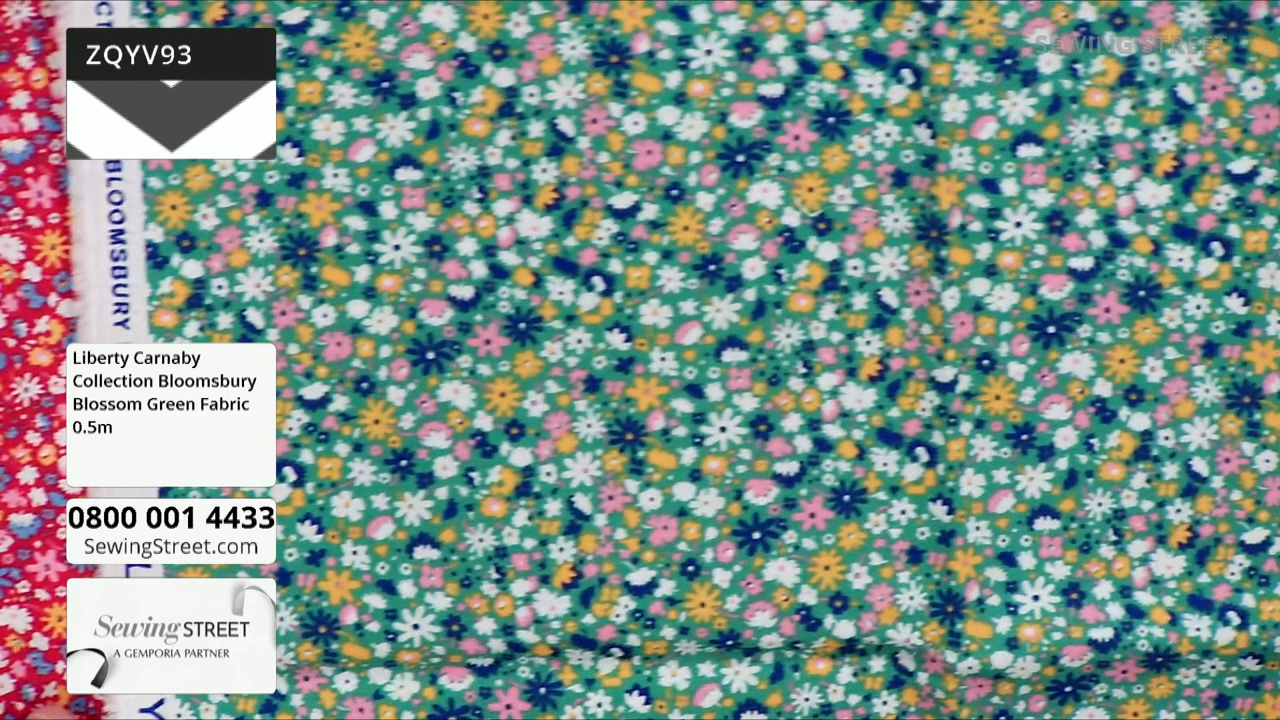 CT
ZQYV93
SEWING STREET
BLOOMSBURY
Liberty Carnaby
Collection Bloomsbury
Blossom Green Fabric
0.5m
0800 001 4433
SewingStreet.com
Sewing STREET
A GEMPORIA PARTNER